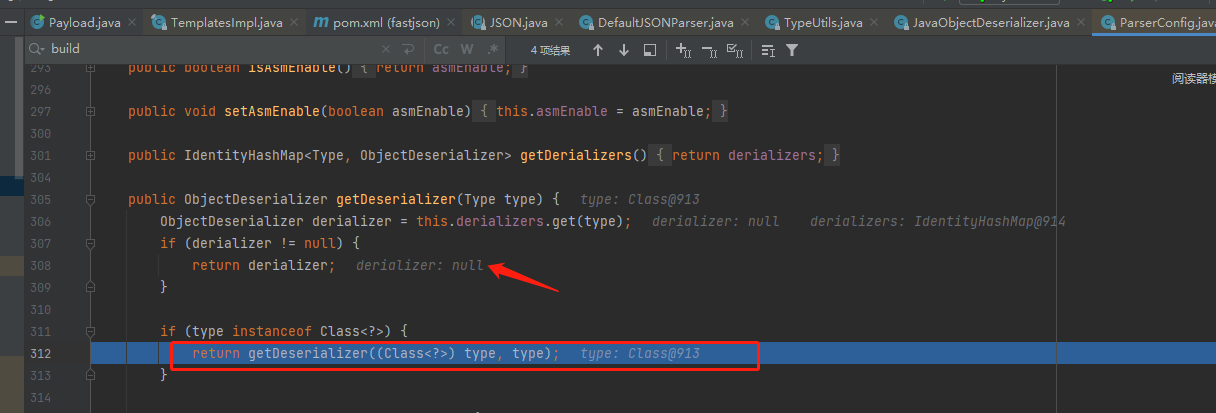 Payload.java TemplatesImpl.java pom.xml (fastjson) JSON.java DefaultJSONParser.java TypeUtils.java JavaObjectDeserializer.java ParserConfig.java
build Cc W .* 4 项结果
293 public boolean isAsmEnable() { return asmEnable; }
296 阅读器模
297 public void setAsmEnable(boolean asmEnable) { this.asmEnable = asmEnable; }
300
301 public IdentityHashMap<Type, ObjectDeserializer> getDerializers() { return derializers; }
304
305 public ObjectDeserializer getDeserializer(Type type) { type: Class@913
306 ObjectDeserializer derializer = this.derializers.get(type); derializer: null derializers: IdentityHashMap@914
307 if (derializer != null) {
308 return derializer; derializer: null
309 }
310
311 if (type instanceof Class<?>) {
312 return getDeserializer((Class<?>) type, type); type: Class@913
313 }
314